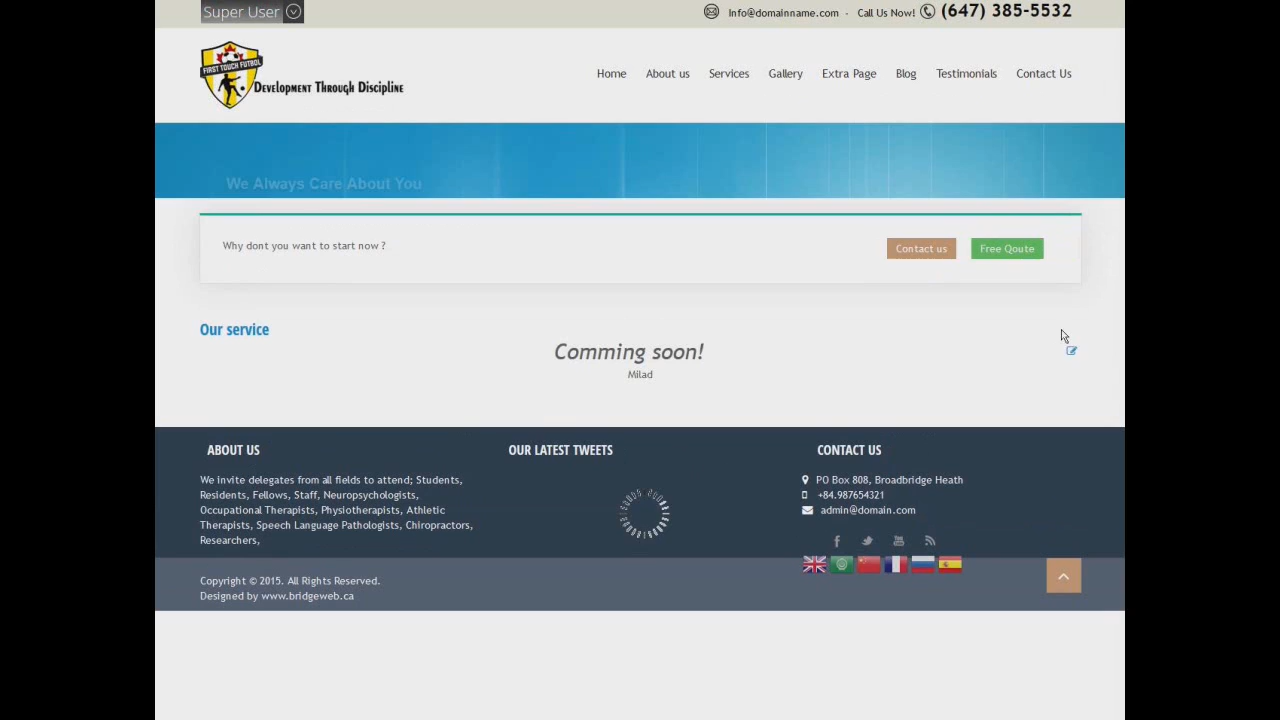 Super User
Info@domainname.com - Call Us Now! (647) 385-5532
FIRST TOUCH FUTBOL
Development Through Discipline
Home About us Services Gallery Extra Page Blog Testimonials Contact Us
We Always Care About You
Why dont you want to start now ?
Contact us Free Qoute
Our service
Comming soon!
Milad
ABOUT US
We invite delegates from all fields to attend; Students,
Residents, Fellows, Staff, Neuropsychologists,
Occupational Therapists, Physiotherapists, Athletic
Therapists, Speech Language Pathologists, Chiropractors,
Researchers,
OUR LATEST TWEETS
CONTACT US
PO Box 808, Broadbridge Heath
+84.987654321
admin@domain.com
Copyright © 2015. All Rights Reserved.
Designed by www.bridgeweb.ca